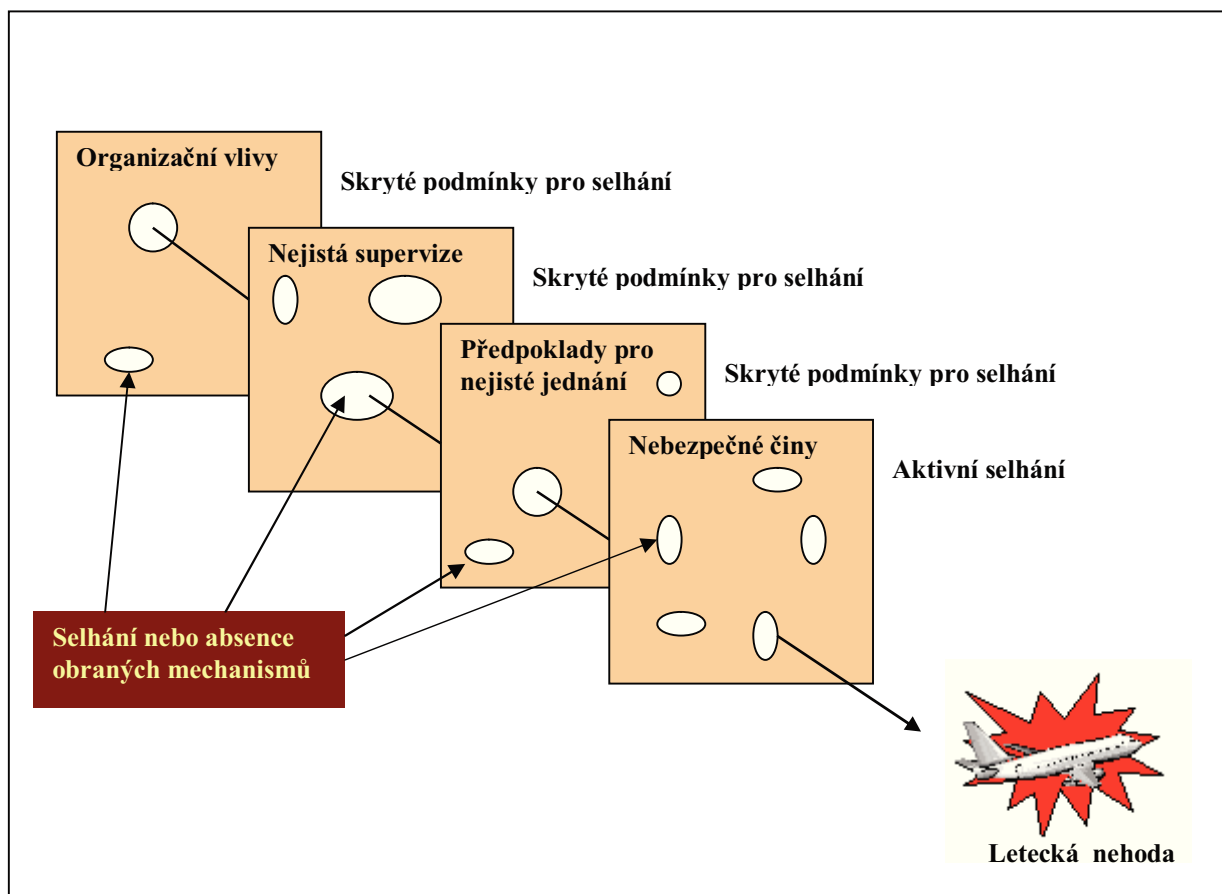 Organizační vlivy
Skryté podmínky pro selhání
Nejistá supervize
Skryté podmínky pro selhání
Předpoklady pro
nejisté jednání
Skryté podmínky pro selhání
Nebezpečné činy
Aktivní selhání
Selhání nebo absence
obraných mechanismů
Letecká nehoda